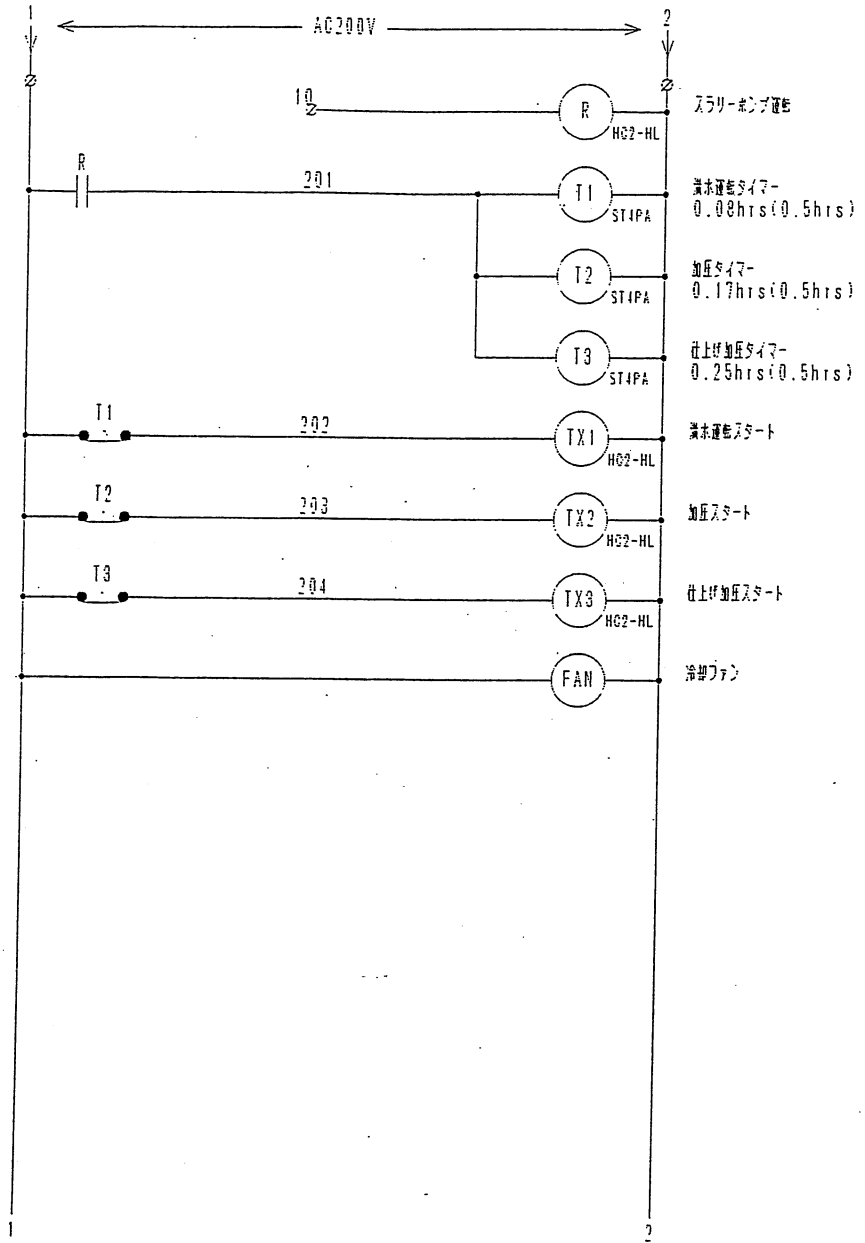 1
AC200V
2
10
R
HC2-HL
スラリーポンプ運転
R
201
T1
ST4PA
満水運転タイマー
0.08hrs(0.5hrs)
T2
ST4PA
加圧タイマー
0.17hrs(0.5hrs)
T3
ST4PA
仕上げ加圧タイマー
0.25hrs(0.5hrs)
T1
202
TX1
HC2-HL
満水運転スタート
T2
203
TX2
HC2-HL
加圧スタート
T3
204
TX3
HC2-HL
仕上げ加圧スタート
FAN
冷却ファン
1
2